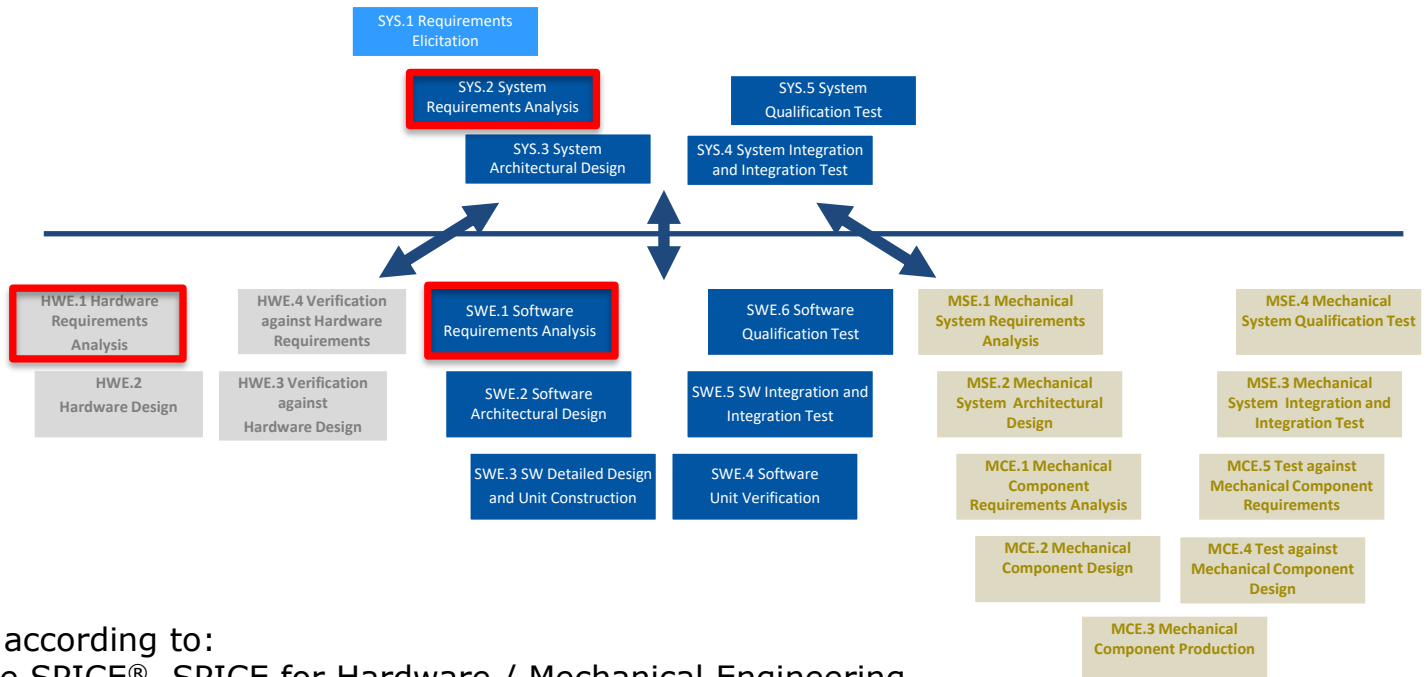 SYS.1 Requirements
Elicitation
SYS.2 System
Requirements Analysis
SYS.5 System
Qualification Test
SYS.3 System
Architectural Design
SYS.4 System Integration
and Integration Test
HWE.1 Hardware
Requirements
Analysis
HWE.4 Verification
against Hardware
Requirements
SWE.1 Software
Requirements Analysis
SWE.6 Software
Qualification Test
MSE.1 Mechanical
System Requirements
Analysis
MSE.4 Mechanical
System Qualification Test
HWE.2
Hardware Design
HWE.3 Verification
against
Hardware Design
SWE.2 Software
Architectural Design
SWE.5 SW Integration and
Integration Test
MSE.2 Mechanical
System Architectural
Design
MSE.3 Mechanical
System Integration and
Integration Test
SWE.3 SW Detailed Design
and Unit Construction
SWE.4 Software
Unit Verification
MCE.1 Mechanical
Component
Requirements Analysis
MCE.5 Test against
Mechanical Component
Requirements
MCE.2 Mechanical
Component Design
MCE.4 Test against
Mechanical Component
Design
MCE.3 Mechanical
Component Production
according to:
SPICE®, SPICE for Hardware / Mechanical Engineering